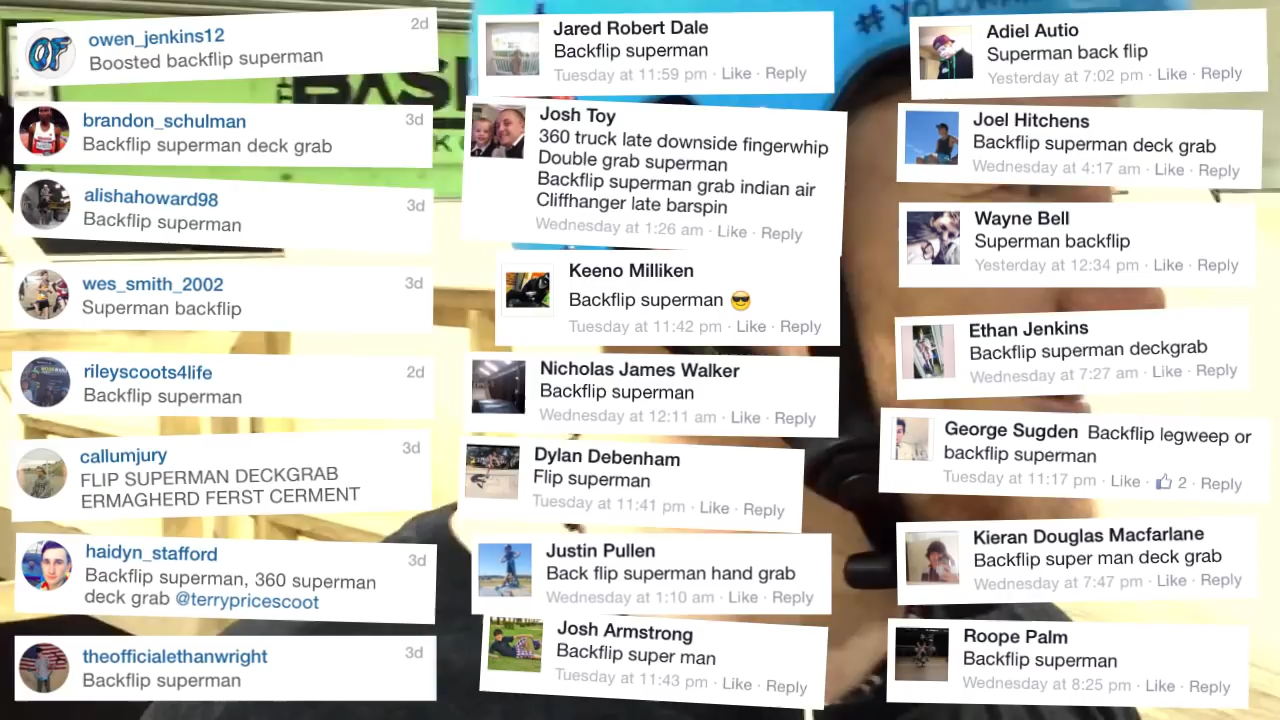 owen_jenkins12 2d
Boosted backflip superman
brandon_schulman 3d
Backflip superman deck grab
alishahoward98 3d
Backflip superman
wes_smith_2002 3d
Superman backflip
rileyscoots4life 2d
Backflip superman
callumjury 3d
FLIP SUPERMAN DECKGRAB
ERMAGHERD FERST CERMENT
haidyn_stafford 3d
Backflip superman, 360 superman
deck grab @terrypricescoot
theofficialethanwright 3d
Backflip superman
Jared Robert Dale
Backflip superman
Tuesday at 11:59 pm · Like · Reply
Josh Toy
360 truck late downside fingerwhip
Double grab superman
Backflip superman grab indian air
Cliffhanger late barspin
Wednesday at 1:26 am · Like · Reply
Keeno Milliken
Backflip superman 😎
Tuesday at 11:42 pm · Like · Reply
Nicholas James Walker
Backflip superman
Wednesday at 12:11 am · Like · Reply
Dylan Debenham
Flip superman
Tuesday at 11:41 pm · Like · Reply
Justin Pullen
Back flip superman hand grab
Wednesday at 1:10 am · Like · Reply
Josh Armstrong
Backflip super man
Tuesday at 11:43 pm · Like · Reply
Adiel Autio
Superman back flip
Yesterday at 7:02 pm · Like · Reply
Joel Hitchens
Backflip superman deck grab
Wednesday at 4:17 am · Like · Reply
Wayne Bell
Superman backflip
Yesterday at 12:34 pm · Like · Reply
Ethan Jenkins
Backflip superman deckgrab
Wednesday at 7:27 am · Like · Reply
George Sugden Backflip legweep or
backflip superman
Tuesday at 11:17 pm · Like · 2 · Reply
Kieran Douglas Macfarlane
Backflip super man deck grab
Wednesday at 7:47 pm · Like · Reply
Roope Palm
Backflip superman
Wednesday at 8:25 pm · Like · Reply